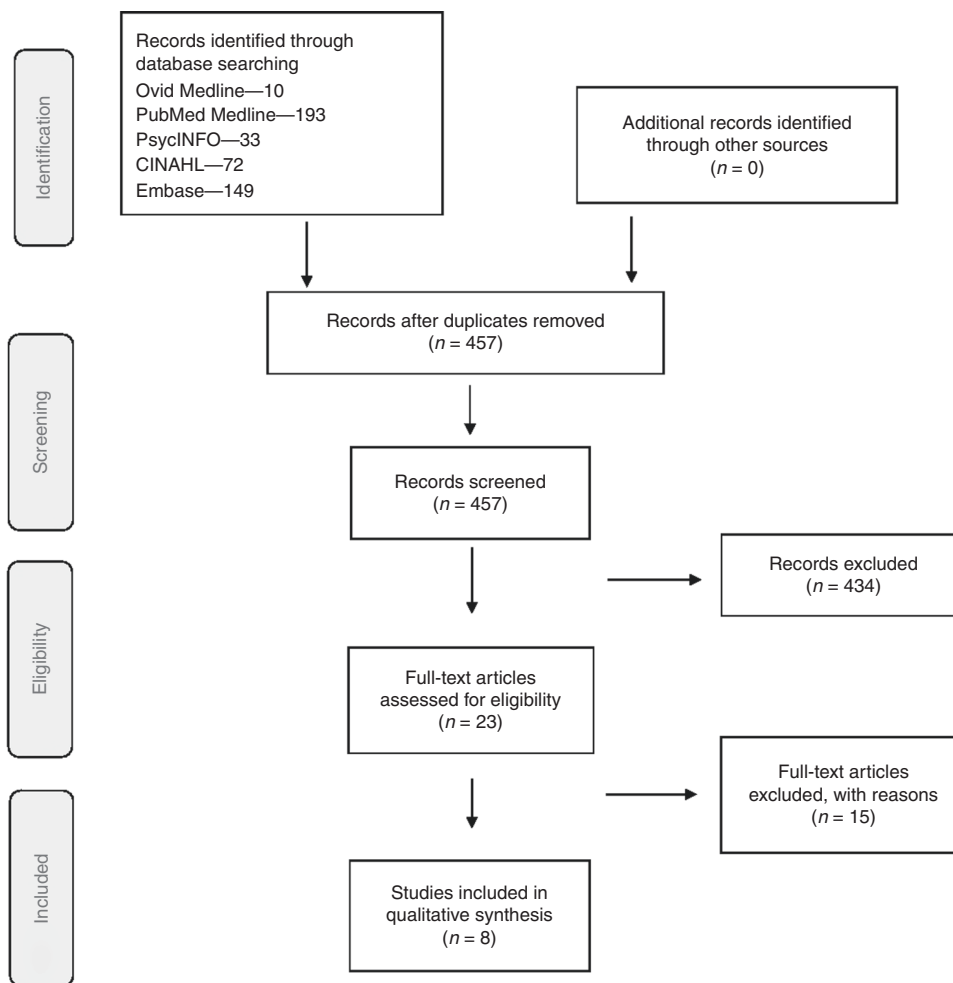 Identification
Records identified through
database searching
Ovid Medline—10
PubMed Medline—193
PsycINFO—33
CINAHL—72
Embase—149
Additional records identified
through other sources
(n = 0)
Records after duplicates removed
(n = 457)
Screening
Records screened
(n = 457)
Records excluded
(n = 434)
Eligibility
Full-text articles
assessed for eligibility
(n = 23)
Full-text articles
excluded, with reasons
(n = 15)
Included
Studies included in
qualitative synthesis
(n = 8)